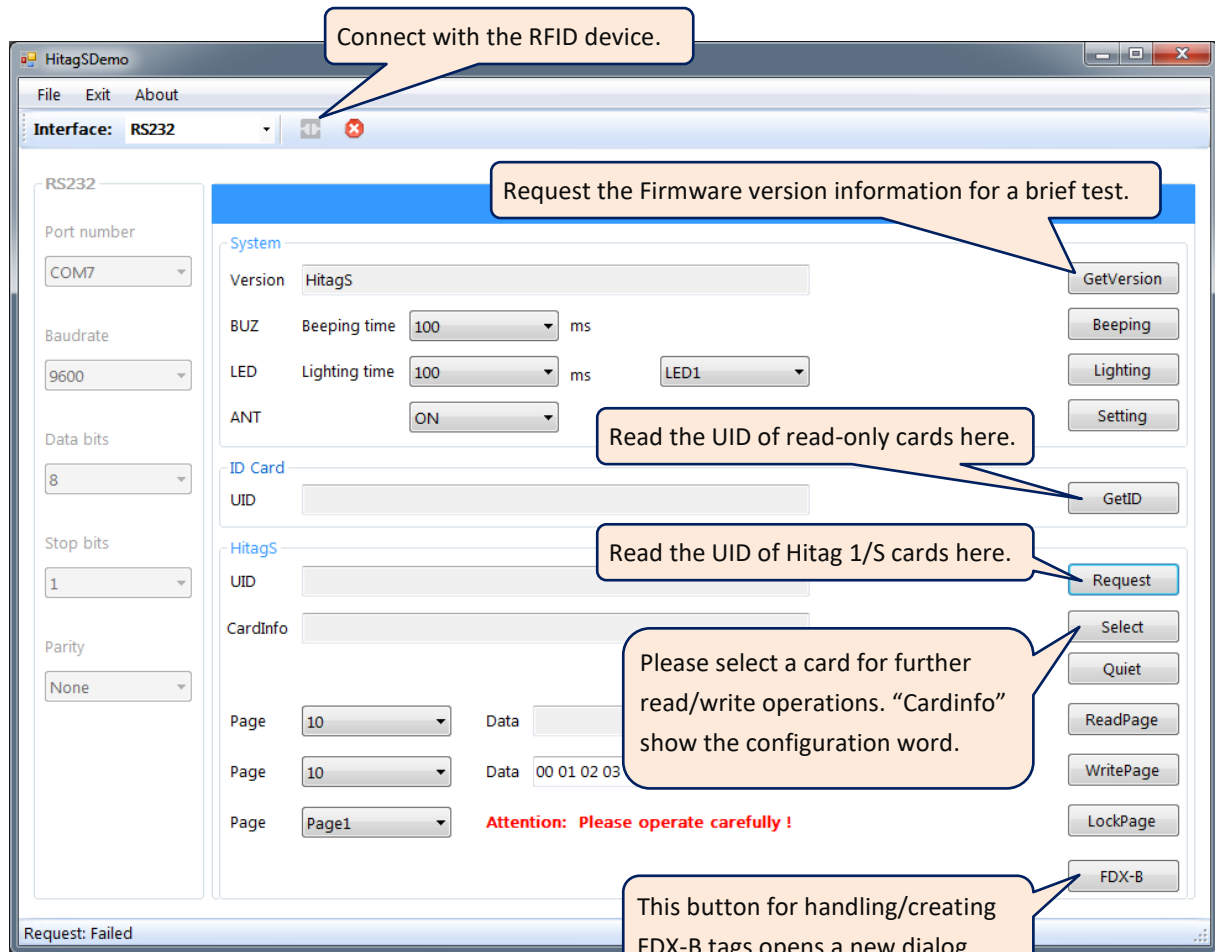 Connect with the RFID device.
HitagSDemo
File Exit About
Interface: RS232
Request the Firmware version information for a brief test.
RS232
Port number
COM7
Baudrate
9600
Data bits
8
Stop bits
1
Parity
None
System
Version HitagS GetVersion
BUZ Beeping time 100 ms Beeping
LED Lighting time 100 ms LED1 Lighting
ANT ON Setting
Read the UID of read-only cards here.
ID Card
UID GetID
Read the UID of Hitag 1/S cards here.
HitagS
UID Request
CardInfo Select
Quiet
Please select a card for further
read/write operations. “Cardinfo”
show the configuration word.
Page 10 Data ReadPage
Page 10 Data 00 01 02 03 WritePage
Page Page1 Attention: Please operate carefully ! LockPage
FDX-B
This button for handling/creating
FDX-B tags opens a new dialog
Request: Failed